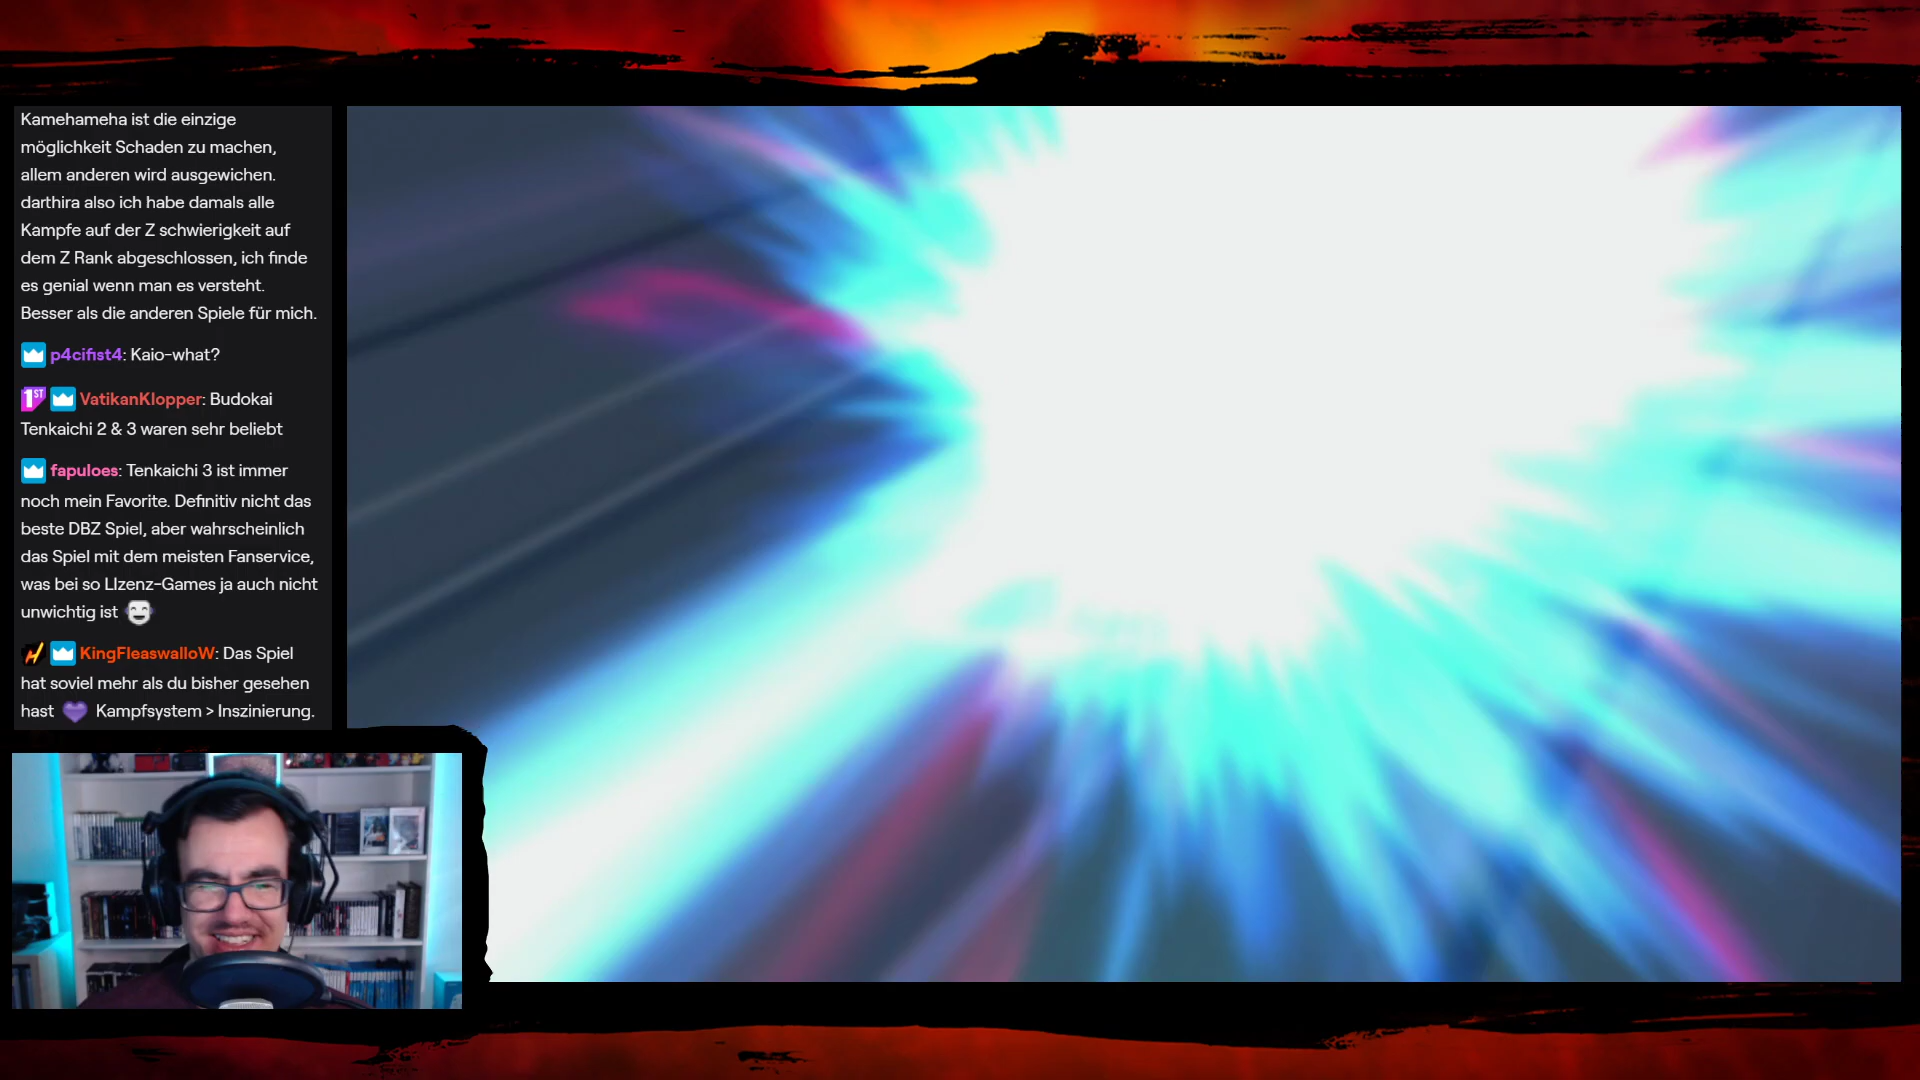 Kamehameha ist die einzige
möglichkeit Schaden zu machen,
allem anderen wird ausgewichen.
darthira also ich habe damals alle
Kampfe auf der Z schwierigkeit auf
dem Z Rank abgeschlossen, ich finde
es genial wenn man es versteht.
Besser als die anderen Spiele für mich.
p4cifist4: Kaio-what?
1ST VatikanKlopper: Budokai
Tenkaichi 2 & 3 waren sehr beliebt
fapuloes: Tenkaichi 3 ist immer
noch mein Favorite. Definitiv nicht das
beste DBZ Spiel, aber wahrscheinlich
das Spiel mit dem meisten Fanservice,
was bei so LIzenz-Games ja auch nicht
unwichtig ist
KingFleaswalloW: Das Spiel
hat soviel mehr als du bisher gesehen
hast Kampfsystem > Inszinierung.